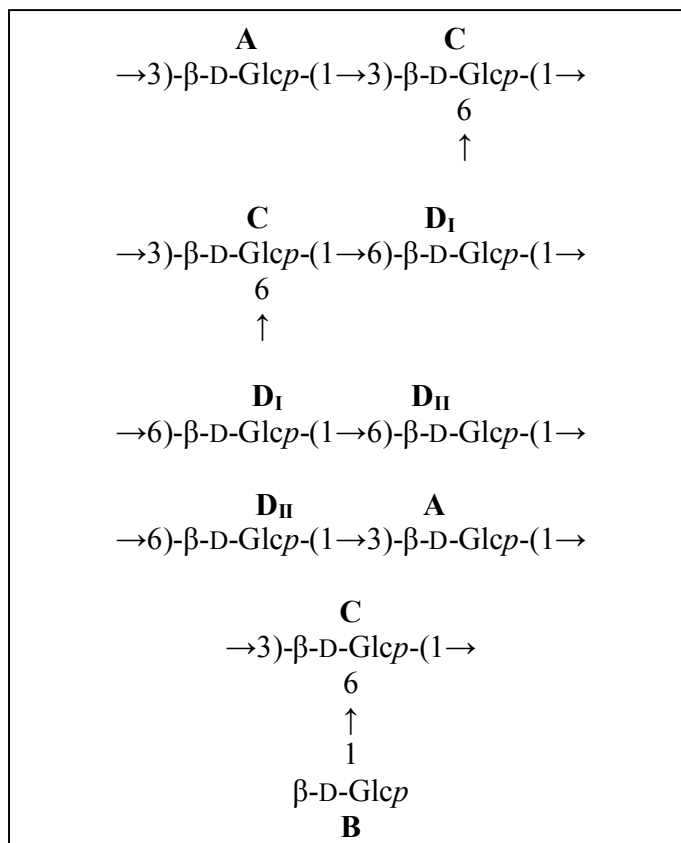 A C
→3)-β-D-Glcp-(1→3)-β-D-Glcp-(1→
6
↑
C D_I
→3)-β-D-Glcp-(1→6)-β-D-Glcp-(1→
6
↑
D_I D_II
→6)-β-D-Glcp-(1→6)-β-D-Glcp-(1→
D_II A
→6)-β-D-Glcp-(1→3)-β-D-Glcp-(1→
C
→3)-β-D-Glcp-(1→
6
↑
1
β-D-Glcp
B